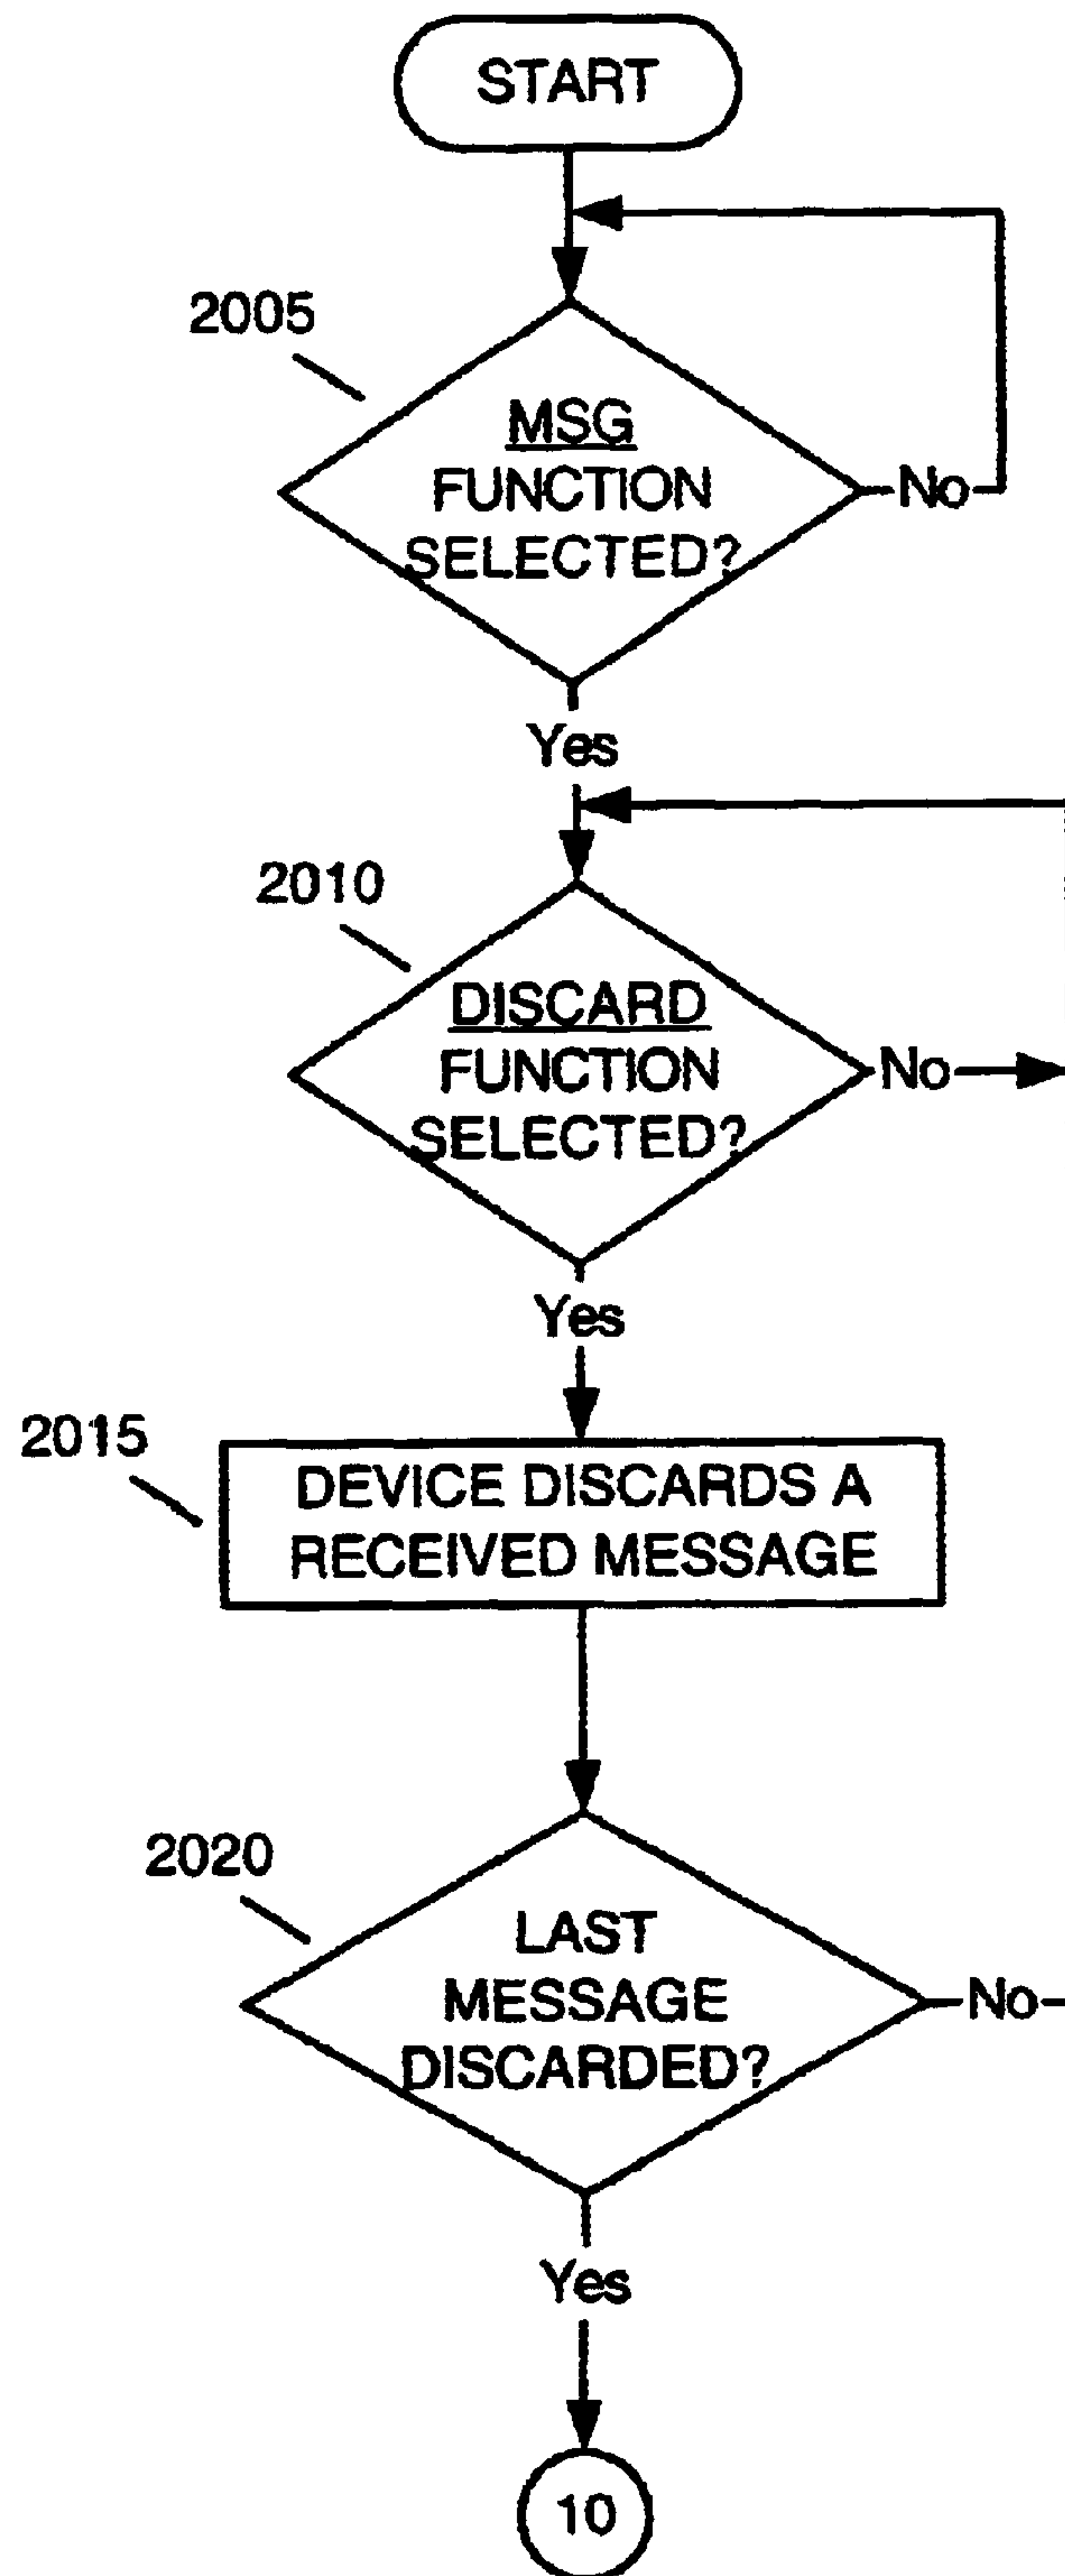 START
2005
MSG
FUNCTION
SELECTED?
No
Yes
2010
DISCARD
FUNCTION
SELECTED?
No
Yes
2015
DEVICE DISCARDS A
RECEIVED MESSAGE
2020
LAST
MESSAGE
DISCARDED?
No
Yes
10